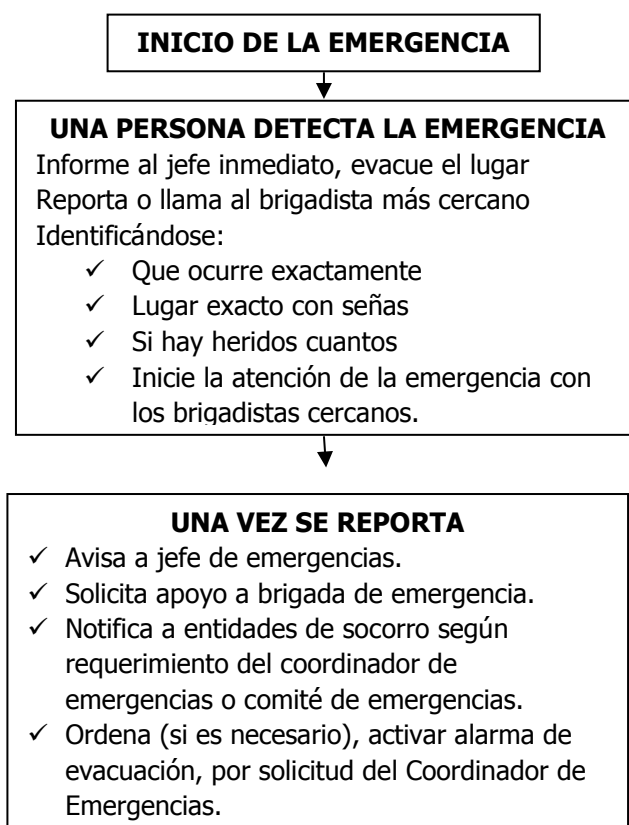 INICIO DE LA EMERGENCIA
UNA PERSONA DETECTA LA EMERGENCIA
Informe al jefe inmediato, evacue el lugar
Reporta o llama al brigadista más cercano
Identificándose:
✓ Que ocurre exactamente
✓ Lugar exacto con señas
✓ Si hay heridos cuantos
✓ Inicie la atención de la emergencia con
los brigadistas cercanos.
UNA VEZ SE REPORTA
✓ Avisa a jefe de emergencias.
✓ Solicita apoyo a brigada de emergencia.
✓ Notifica a entidades de socorro según
requerimiento del coordinador de
emergencias o comité de emergencias.
✓ Ordena (si es necesario), activar alarma de
evacuación, por solicitud del Coordinador de
Emergencias.